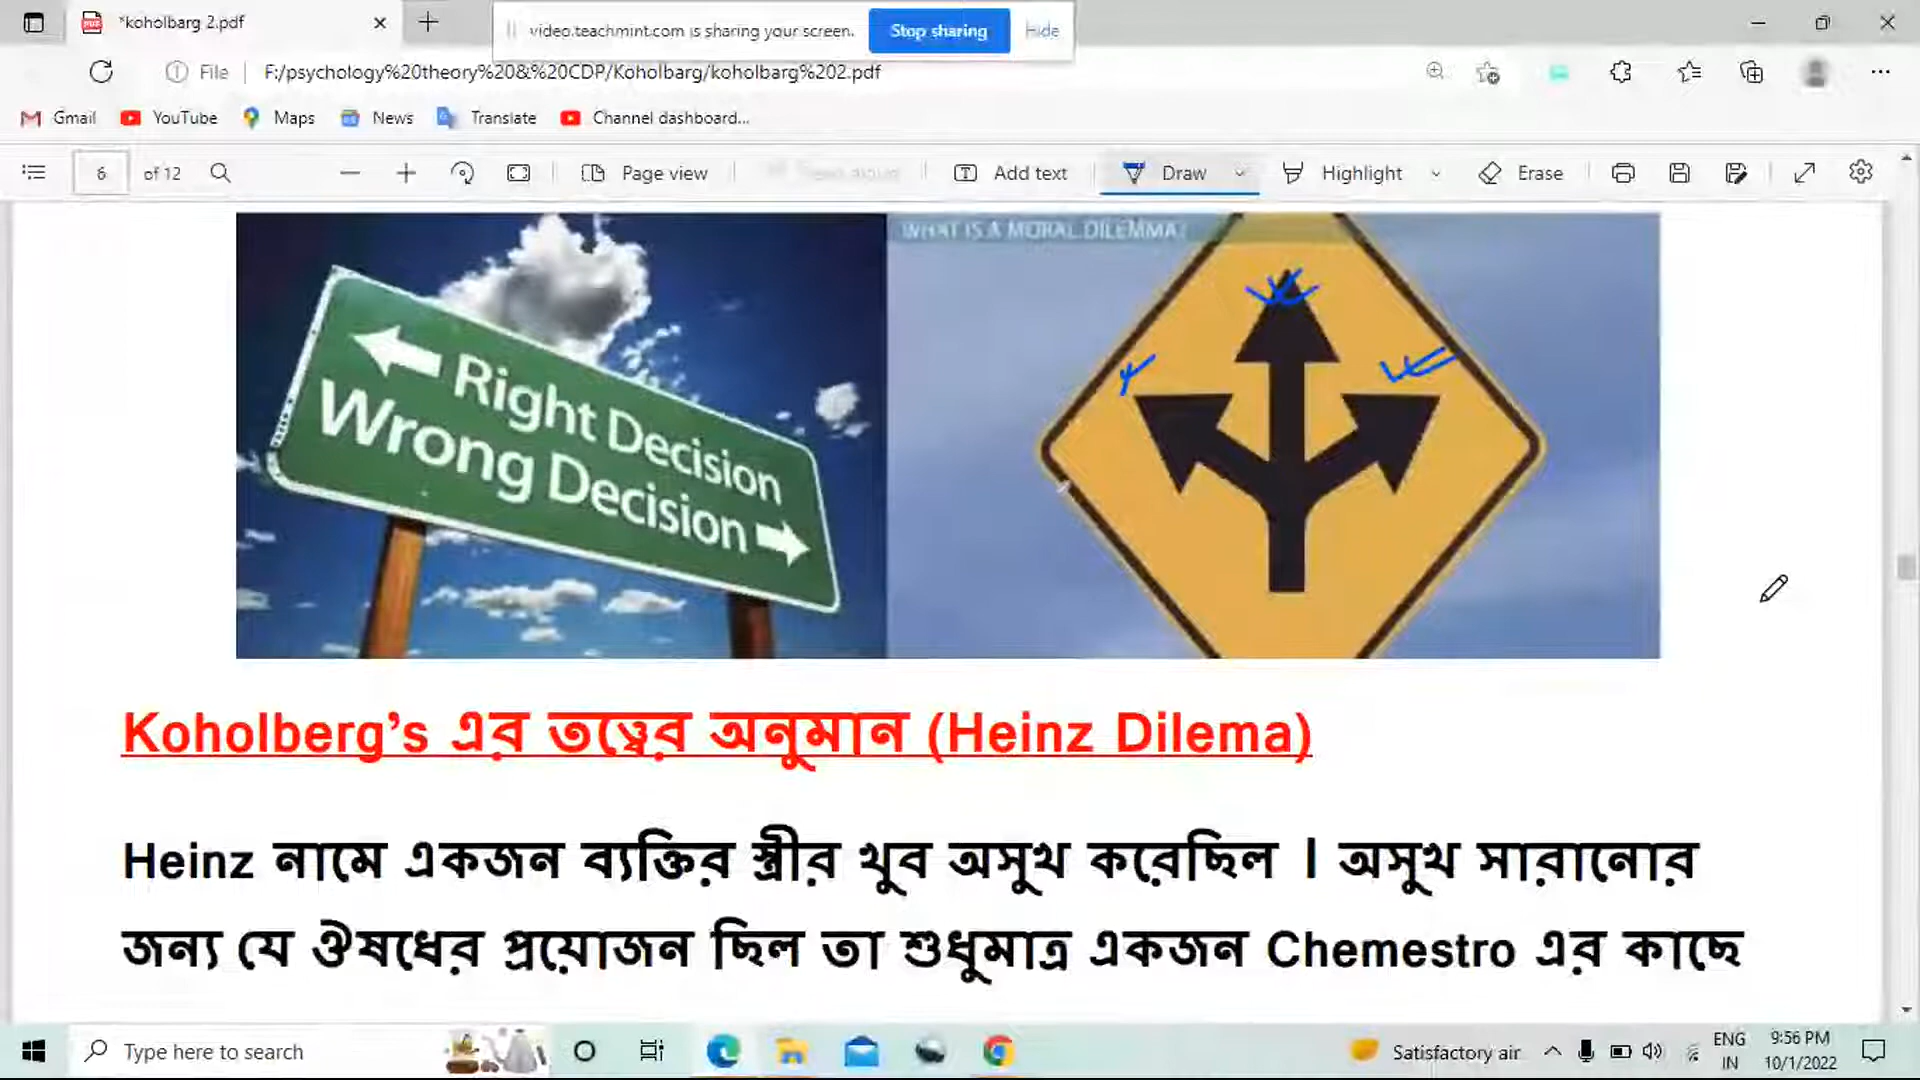 *koholbarg 2.pdf
video.teachmint.com is sharing your screen.
Stop sharing
Hide
File
F:/psychology%20theory%20&%20CDP/Koholbarg/koholbarg%202.pdf
Gmail
YouTube
Maps
News
Translate
Channel dashboard...
6 of 12
Page view
Read aloud
Add text
Draw
Highlight
Erase
Right Decision
Wrong Decision
WHAT IS A MORAL DILEMMA?
Koholberg’s এর তত্ত্বের অনুমান (Heinz Dilema)
Heinz নামে একজন ব্যক্তির স্ত্রীর খুব অসুখ করেছিল । অসুখ সারানোর
জন্য যে ঔষধের প্রয়োজন ছিল তা শুধুমাত্র একজন Chemestro এর কাছে
Type here to search
Satisfactory air
ENG
IN
9:56 PM
10/1/2022